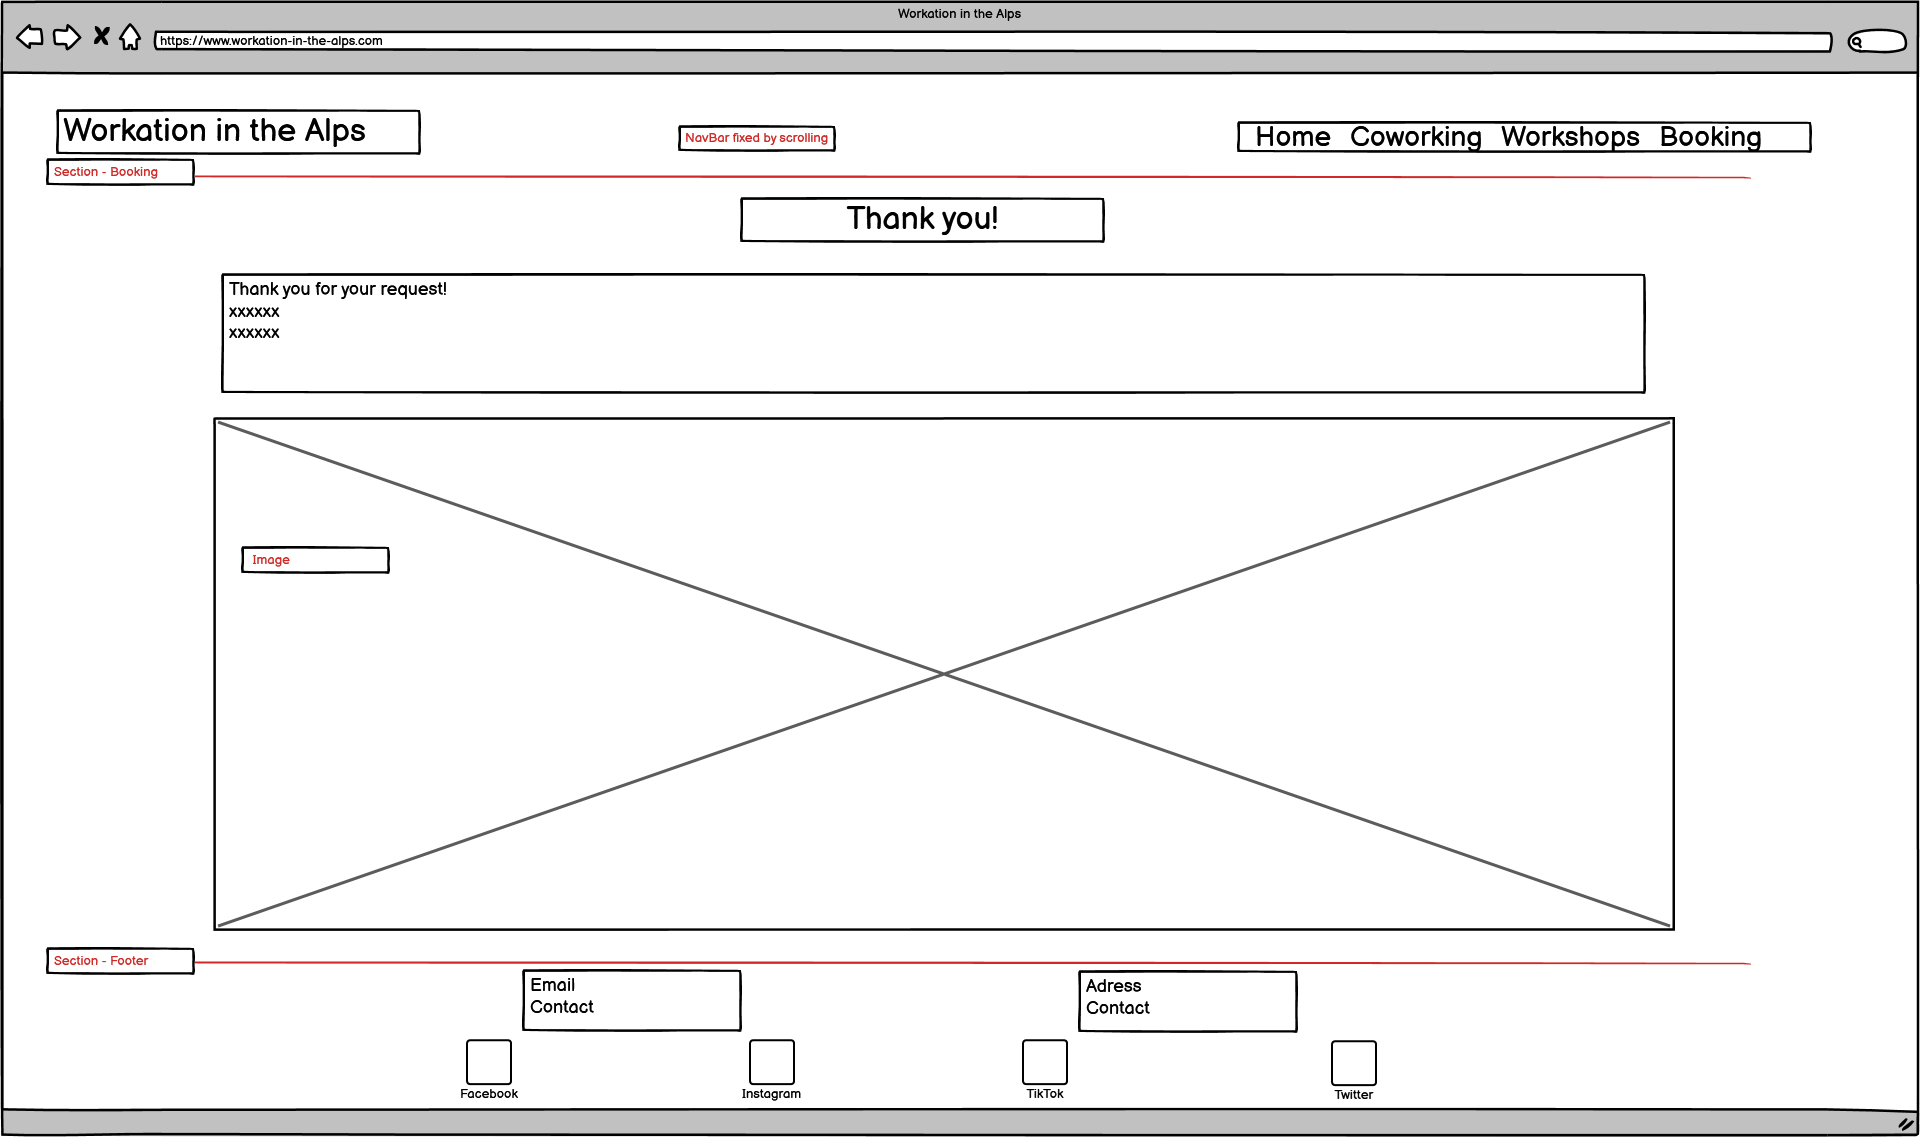 Workation in the Alps
https://www.workation-in-the-alps.com
Workation in the Alps
NavBar fixed by scrolling
Home Coworking Workshops Booking
Section - Booking
Thank you!
Thank you for your request!
xxxxxx
xxxxxx
Image
Section - Footer
Email
Contact
Adress
Contact
Facebook
Instagram
TikTok
Twitter